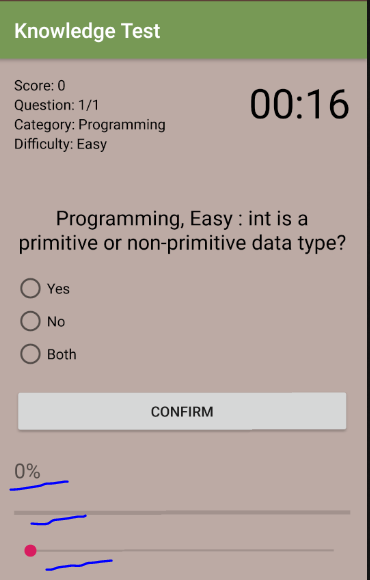 Knowledge Test
Score: 0
Question: 1/1
Category: Programming
Difficulty: Easy
00:16
Programming, Easy : int is a
primitive or non-primitive data type?
Yes
No
Both
CONFIRM
0%